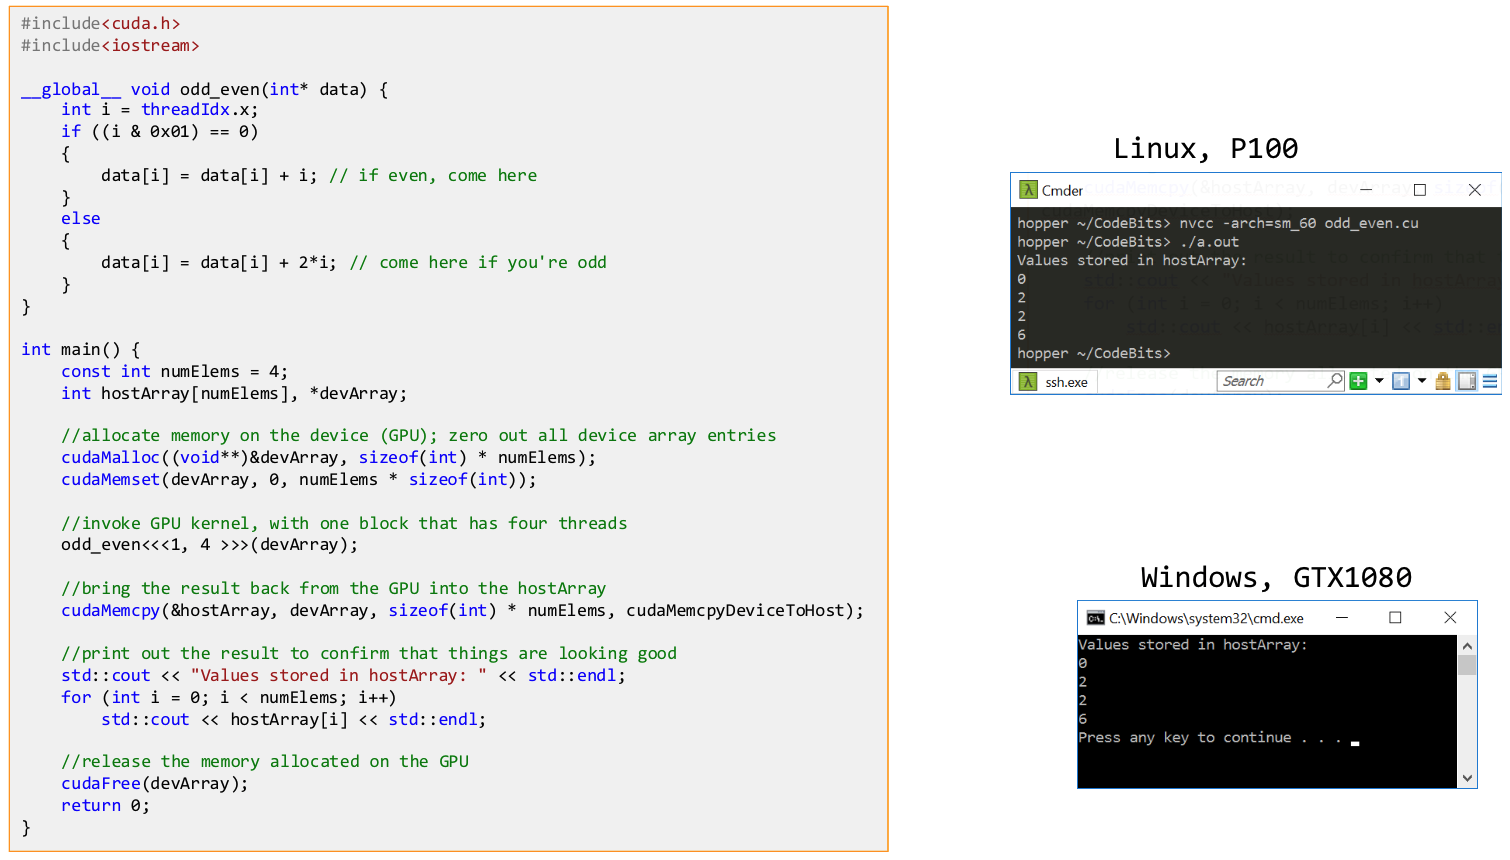 #include<cuda.h>
#include<iostream>
__global__ void odd_even(int* data) {
    int i = threadIdx.x;
    if ((i & 0x01) == 0)
    {
        data[i] = data[i] + i; // if even, come here
    }
    else
    {
        data[i] = data[i] + 2*i; // come here if you're odd
    }
}
int main() {
    const int numElems = 4;
    int hostArray[numElems], *devArray;
    //allocate memory on the device (GPU); zero out all device array entries
    cudaMalloc((void**)&devArray, sizeof(int) * numElems);
    cudaMemset(devArray, 0, numElems * sizeof(int));
    //invoke GPU kernel, with one block that has four threads
    odd_even<<<1, 4 >>>(devArray);
    //bring the result back from the GPU into the hostArray
    cudaMemcpy(&hostArray, devArray, sizeof(int) * numElems, cudaMemcpyDeviceToHost);
    //print out the result to confirm that things are looking good
    std::cout << "Values stored in hostArray: " << std::endl;
    for (int i = 0; i < numElems; i++)
        std::cout << hostArray[i] << std::endl;
    //release the memory allocated on the GPU
    cudaFree(devArray);
    return 0;
}
Linux, P100
Cmder
hopper ~/CodeBits> nvcc -arch=sm_60 odd_even.cu
hopper ~/CodeBits> ./a.out
Values stored in hostArray:
0
2
2
6
hopper ~/CodeBits>
ssh.exe
Search
Windows, GTX1080
C:\Windows\system32\cmd.exe
Values stored in hostArray:
0
2
2
6
Press any key to continue . . .